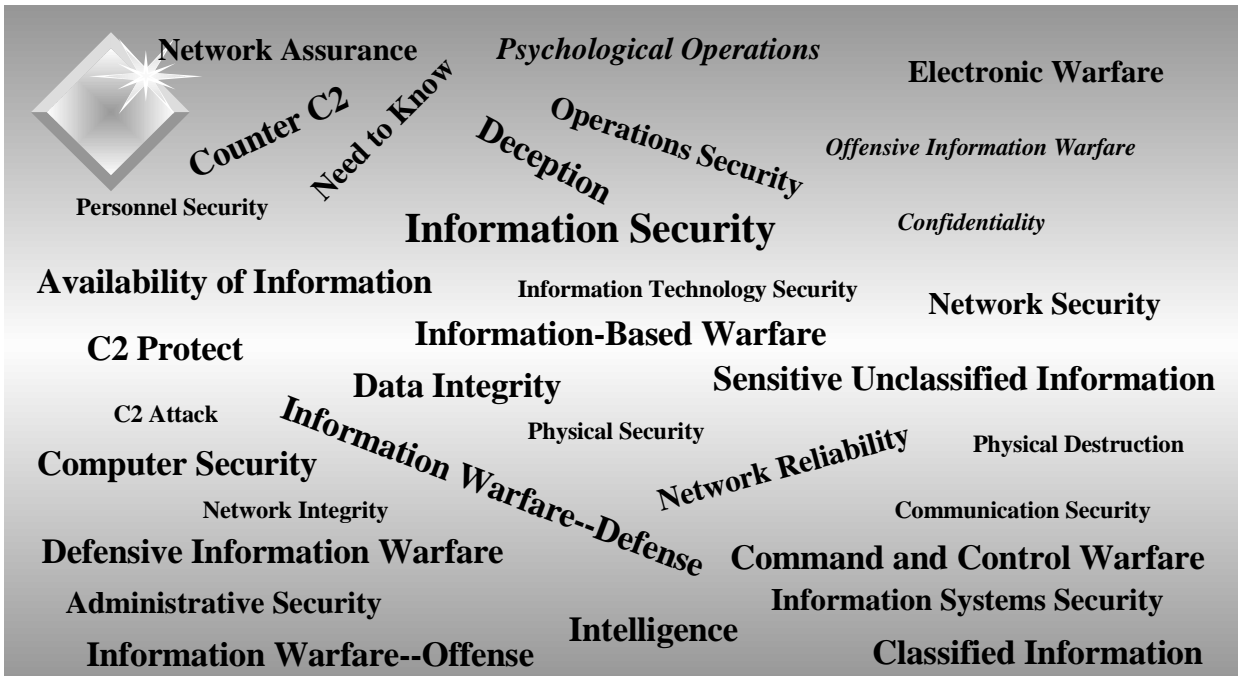 Network Assurance
Psychological Operations
Electronic Warfare
Counter C2
Need to Know
Deception
Operations Security
Offensive Information Warfare
Personnel Security
Information Security
Confidentiality
Availability of Information
Information Technology Security
Network Security
C2 Protect
Information-Based Warfare
Data Integrity
Sensitive Unclassified Information
C2 Attack
Information Warfare--Defense
Physical Security
Network Reliability
Physical Destruction
Computer Security
Network Integrity
Communication Security
Defensive Information Warfare
Command and Control Warfare
Administrative Security
Information Systems Security
Intelligence
Information Warfare--Offense
Classified Information